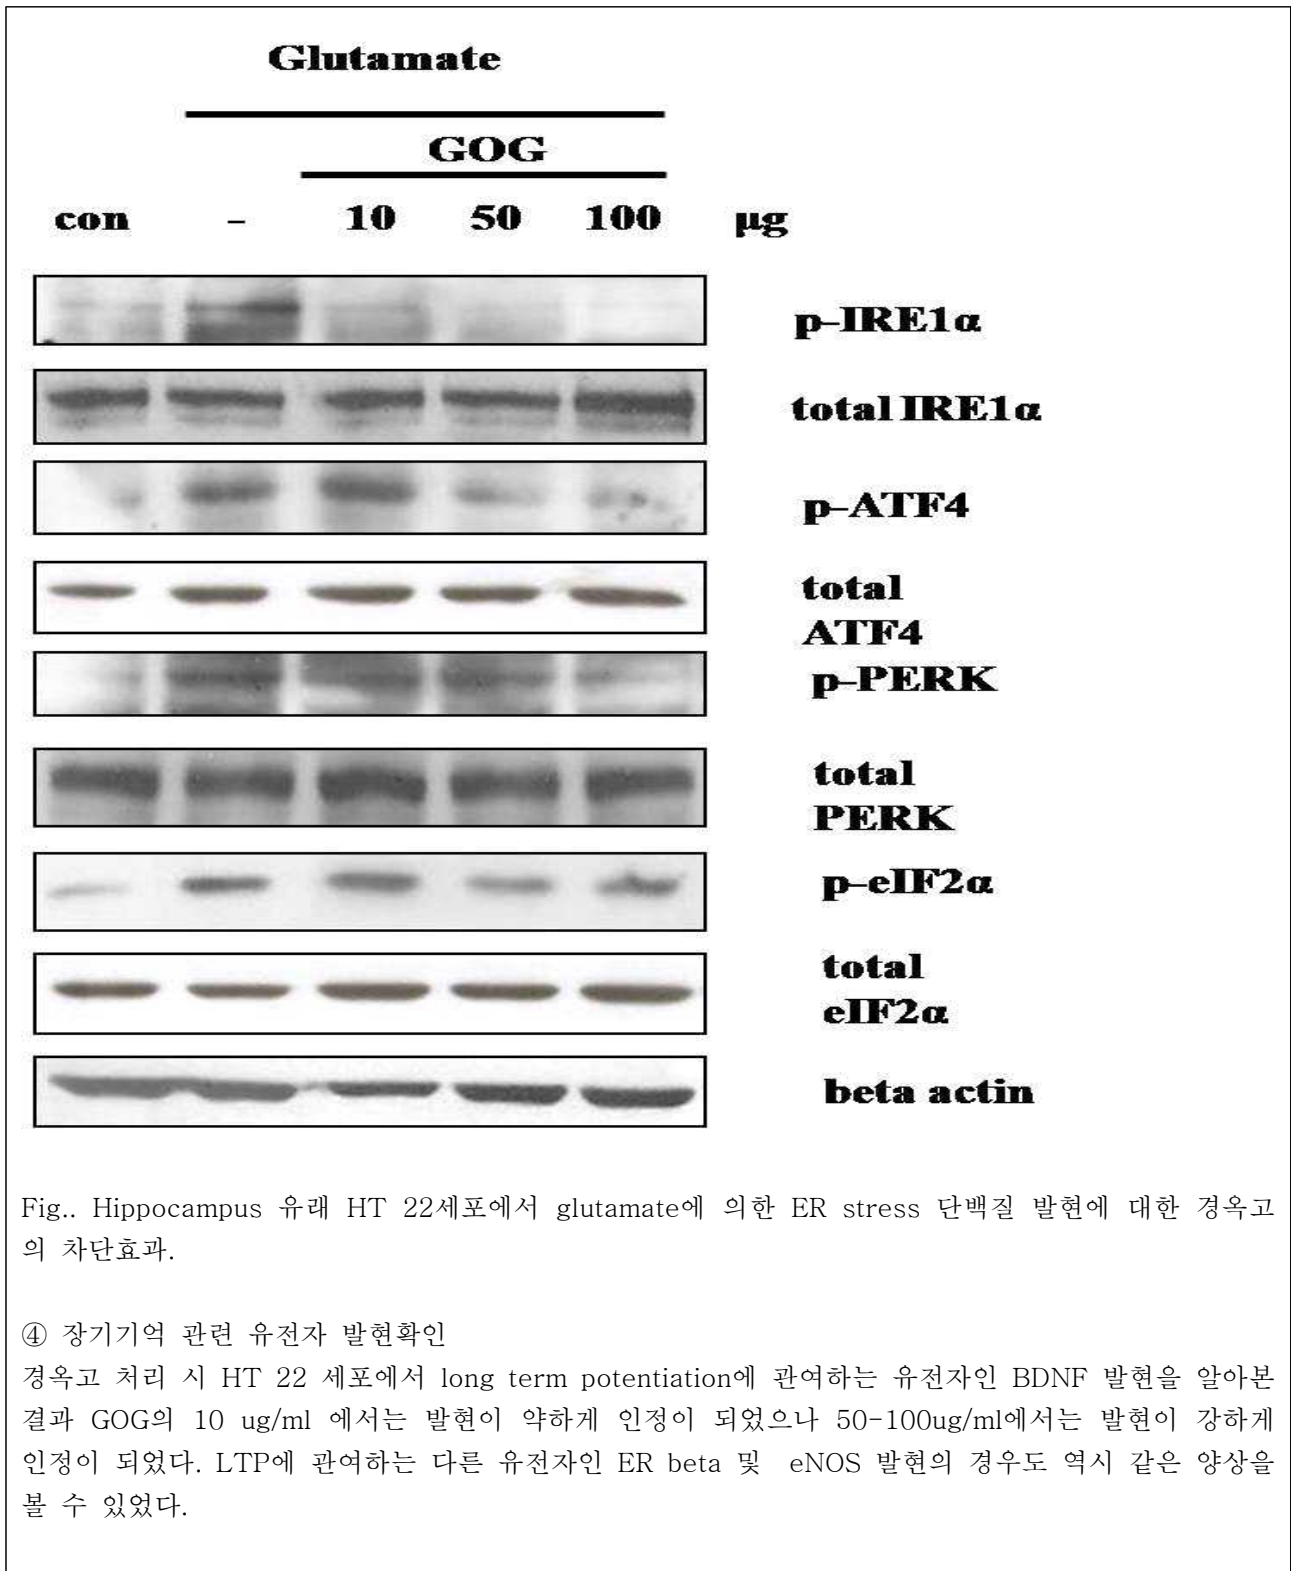 Glutamate
GOG
con - 10 50 100 µg
p-IRE1α
total IRE1α
p-ATF4
total
ATF4
p-PERK
total
PERK
p-eIF2α
total
eIF2α
beta actin
Fig.. Hippocampus 유래 HT 22세포에서 glutamate에 의한 ER stress 단백질 발현에 대한 경옥고
의 차단효과.
④ 장기기억 관련 유전자 발현확인
경옥고 처리 시 HT 22 세포에서 long term potentiation에 관여하는 유전자인 BDNF 발현을 알아본
결과 GOG의 10 ug/ml 에서는 발현이 약하게 인정이 되었으나 50-100ug/ml에서는 발현이 강하게
인정이 되었다. LTP에 관여하는 다른 유전자인 ER beta 및 eNOS 발현의 경우도 역시 같은 양상을
볼 수 있었다.